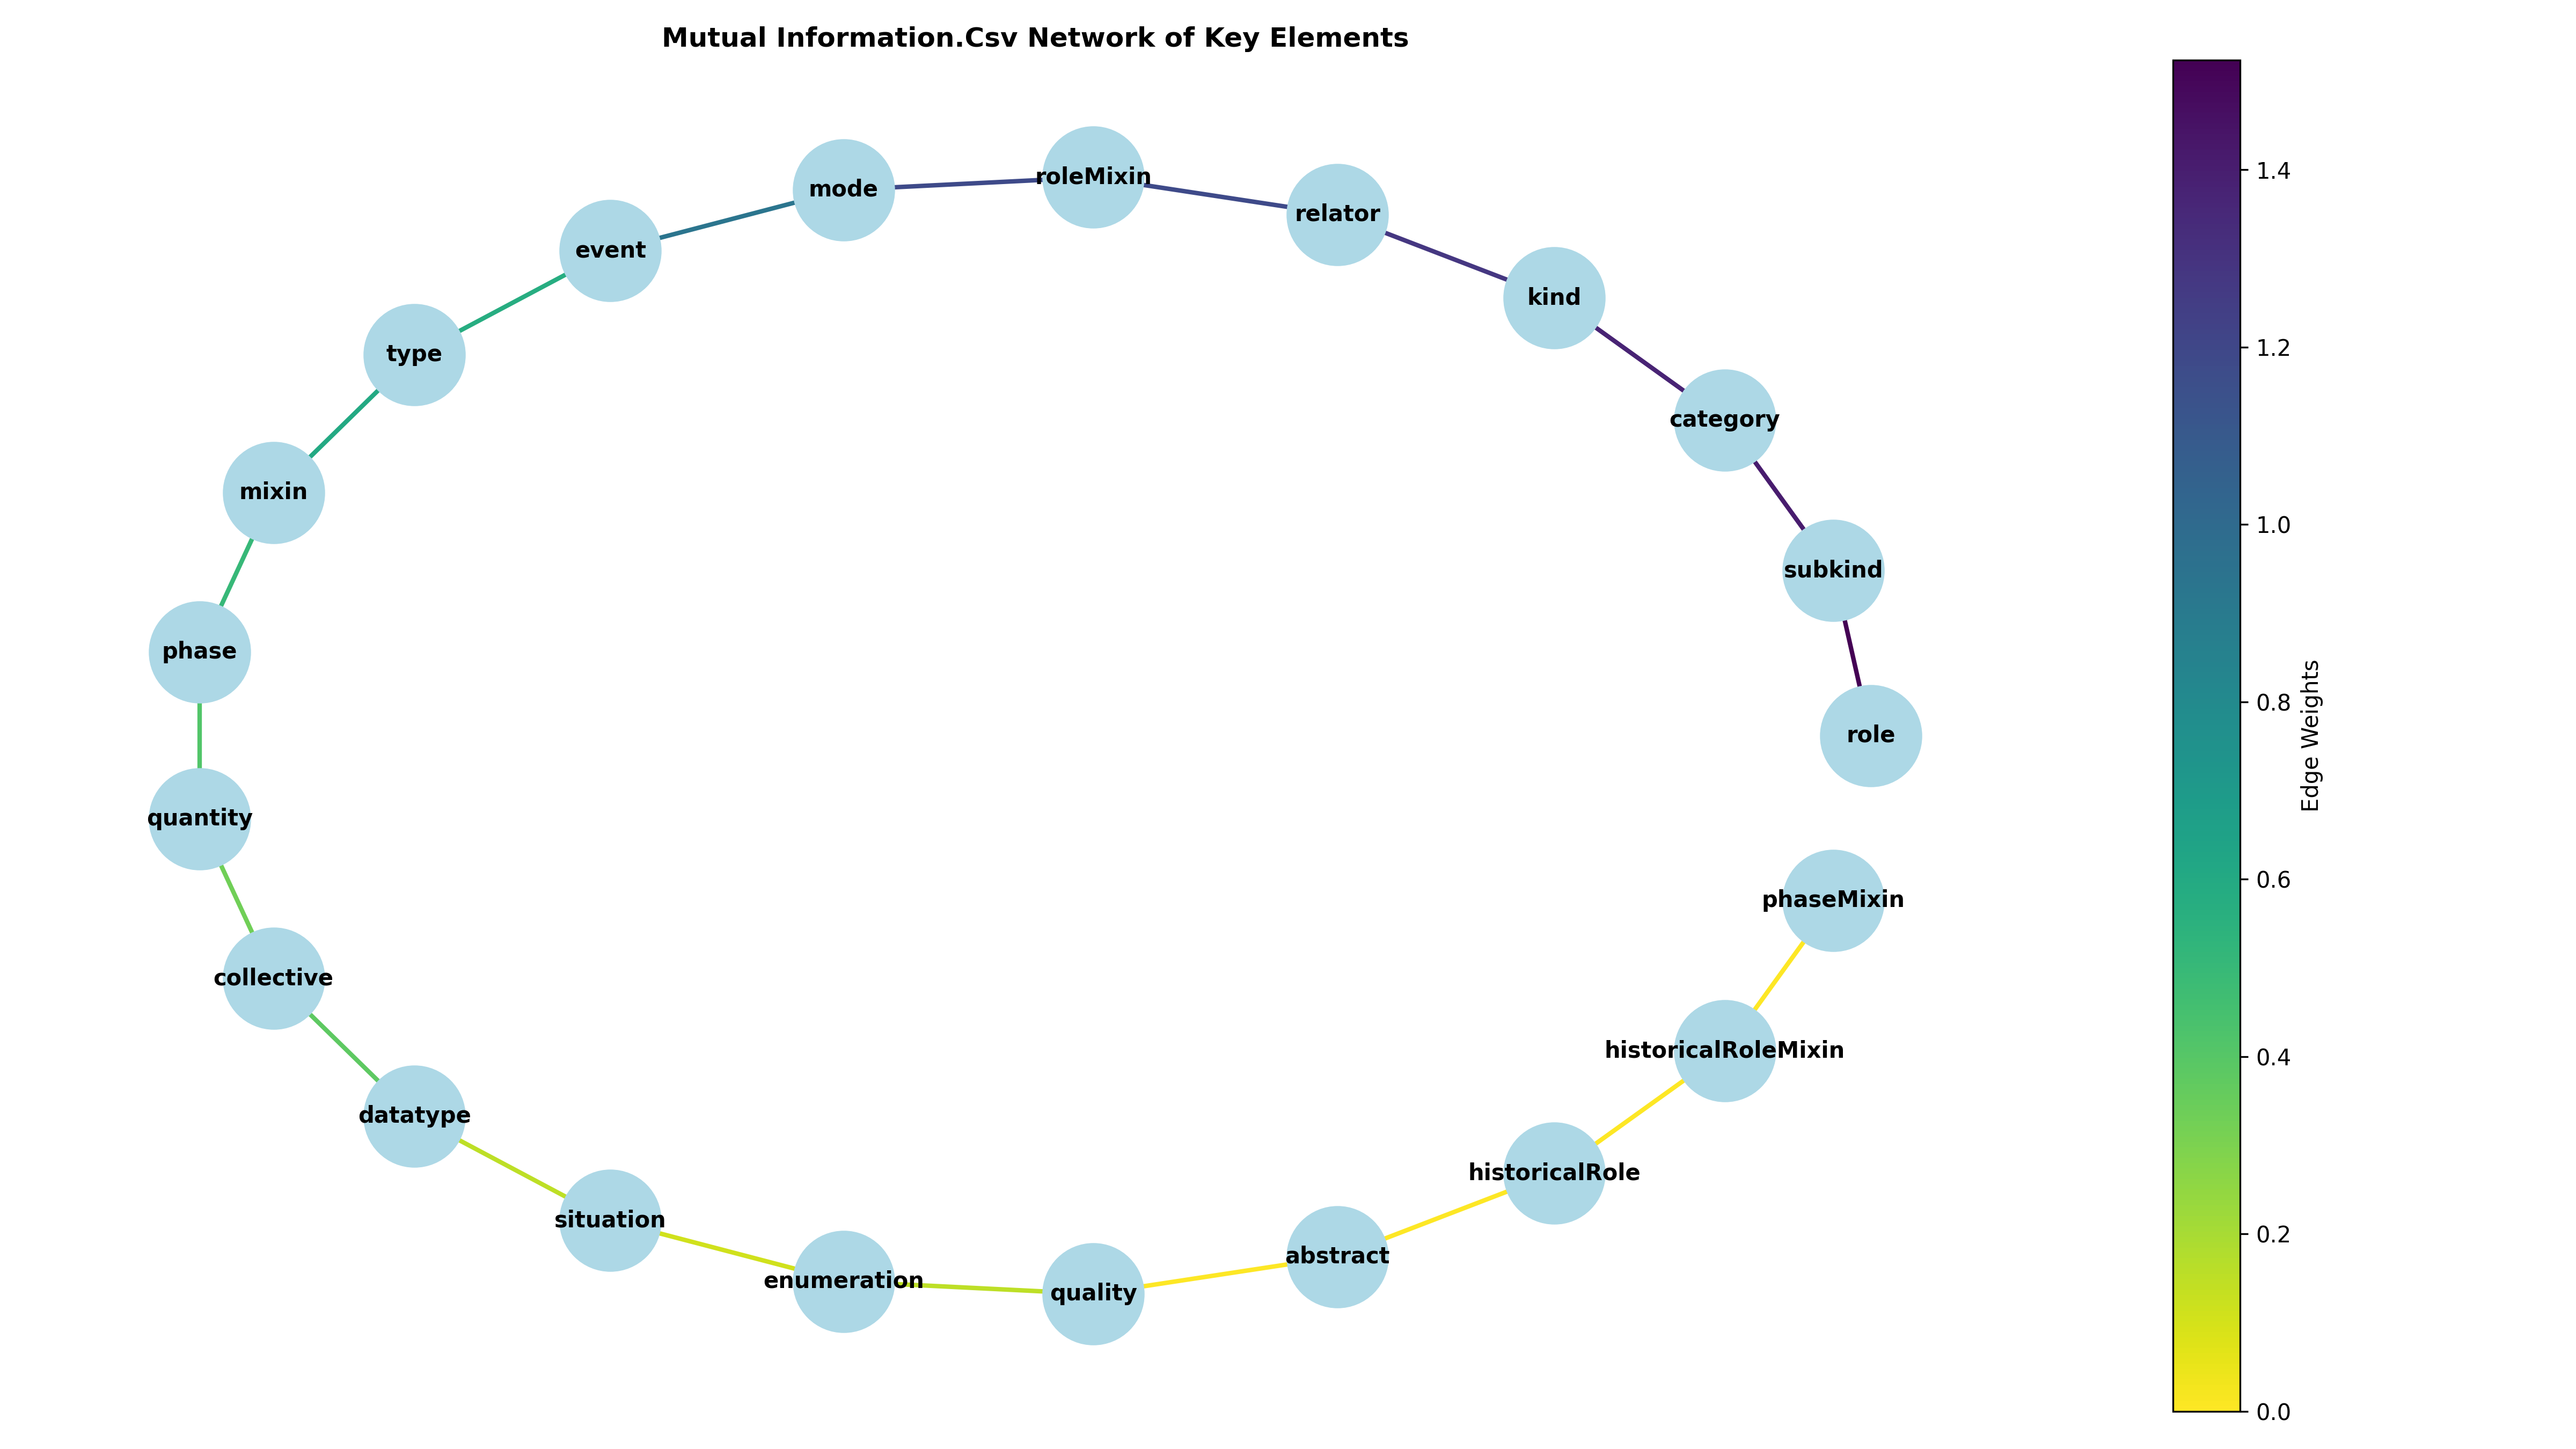 Mutual Information.Csv Network of Key Elements
roleMixin
mode
relator
event
kind
type
category
mixin
subkind
phase
role
quantity
phaseMixin
collective
historicalRoleMixin
datatype
historicalRole
situation
abstract
enumeration
quality
1.4
1.2
1.0
0.8
0.6
0.4
0.2
0.0
Edge Weights